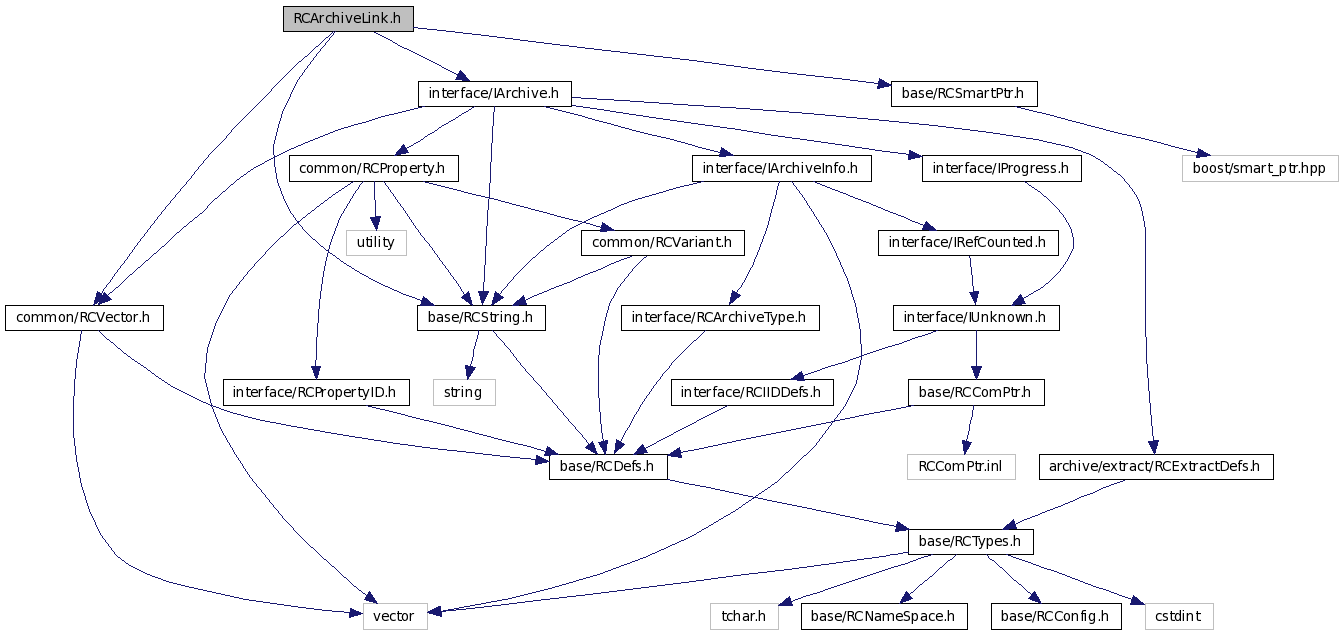 RCArchiveLink.h
interface/IArchive.h
base/RCSmartPtr.h
common/RCProperty.h
interface/IArchiveInfo.h
interface/IProgress.h
boost/smart_ptr.hpp
utility
common/RCVariant.h
interface/IRefCounted.h
common/RCVector.h
base/RCString.h
interface/RCArchiveType.h
interface/IUnknown.h
interface/RCPropertyID.h
string
interface/RCIIDDefs.h
base/RCComPtr.h
base/RCDefs.h
RCComPtr.inl
archive/extract/RCExtractDefs.h
base/RCTypes.h
vector
tchar.h
base/RCNameSpace.h
base/RCConfig.h
cstdint